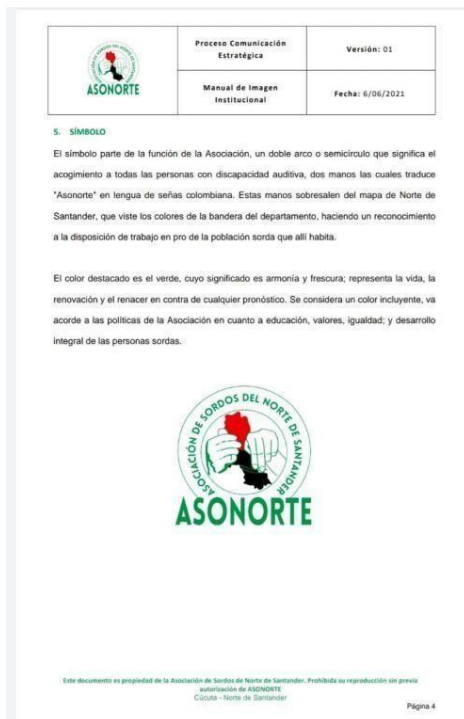 ASOCIACIÓN DE SORDOS DEL NORTE DE SANTANDER
ASONORTE
Proceso Comunicación
Estratégica
Versión: 01
Manual de Imagen
Institucional
Fecha: 6/06/2021
5. SÍMBOLO
El símbolo parte de la función de la Asociación, un doble arco o semicírculo que significa el
acogimiento a todas las personas con discapacidad auditiva, dos manos las cuales traduce
"Asonorte" en lengua de señas colombiana. Estas manos sobresalen del mapa de Norte de
Santander, que viste los colores de la bandera del departamento, haciendo un reconocimiento
a la disposición de trabajo en pro de la población sorda que allí habita.
El color destacado es el verde, cuyo significado es armonía y frescura; representa la vida, la
renovación y el renacer en contra de cualquier pronóstico. Se considera un color incluyente, va
acorde a las políticas de la Asociación en cuanto a educación, valores, igualdad; y desarrollo
integral de las personas sordas.
ASOCIACIÓN DE SORDOS DEL NORTE DE SANTANDER
ASONORTE
Este documento es propiedad de la Asociación de Sordos de Norte de Santander. Prohibida su reproducción sin previa
autorización de ASONORTE
Cúcuta - Norte de Santander
Página 4